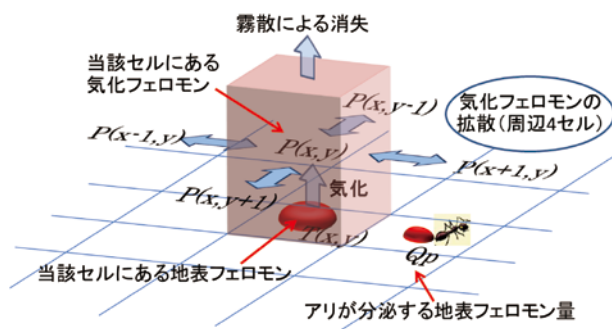 霧散による消失
当該セルにある
気化フェロモン
P(x,y-1)
気化フェロモンの
拡散(周辺4セル)
P(x-1,y)
P(x,y)
P(x+1,y)
気化
P(x,y+1)
T(x,y)
Qp
当該セルにある地表フェロモン
アリが分泌する地表フェロモン量